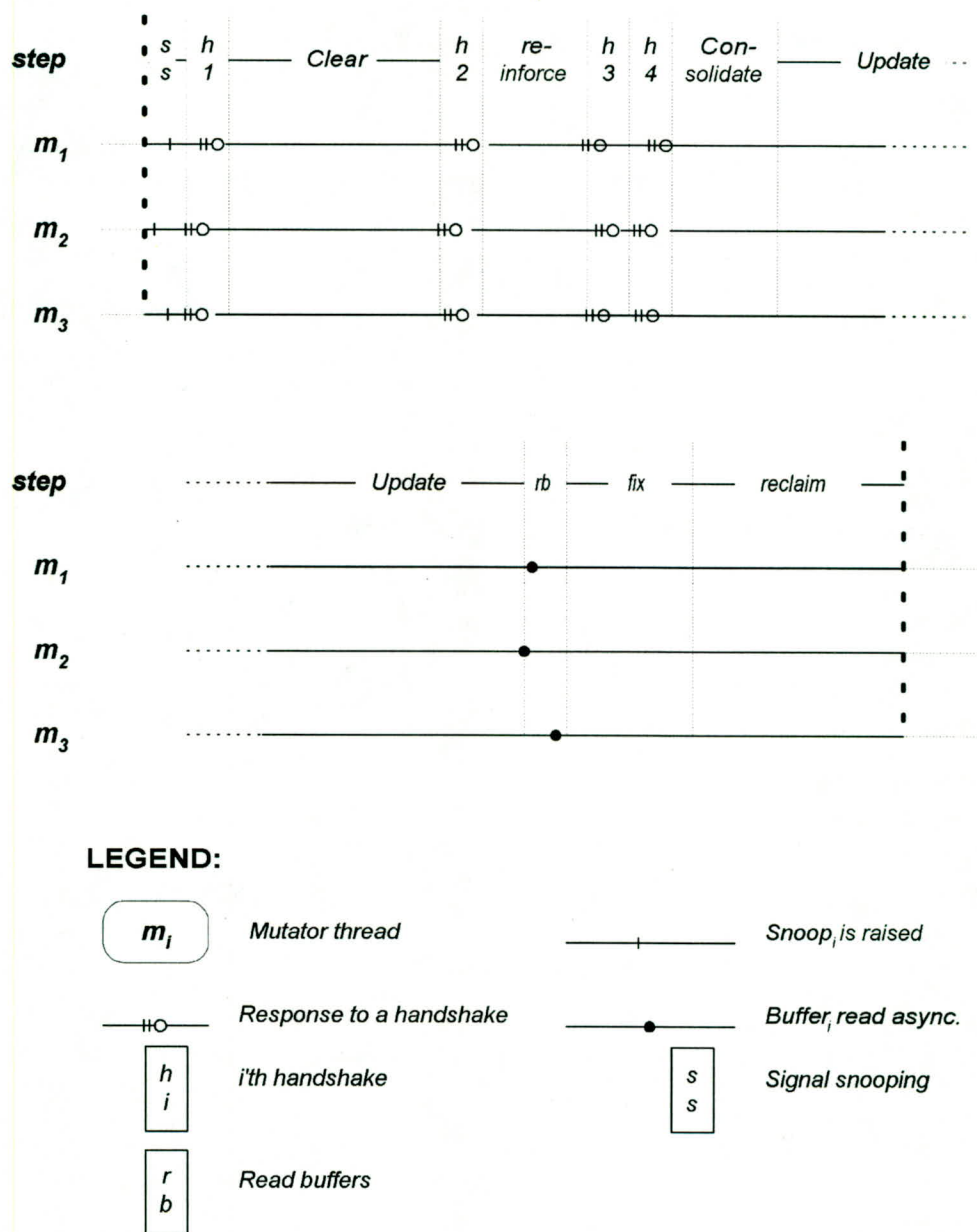 step s s h 1 Clear h 2 re-inforce h 3 h 4 Con-solidate Update
m1
m2
m3
step Update rb fix reclaim
m1
m2
m3
LEGEND:
mi Mutator thread Snoopi is raised
Response to a handshake Bufferi read async.
h i i'th handshake s s Signal snooping
r b Read buffers